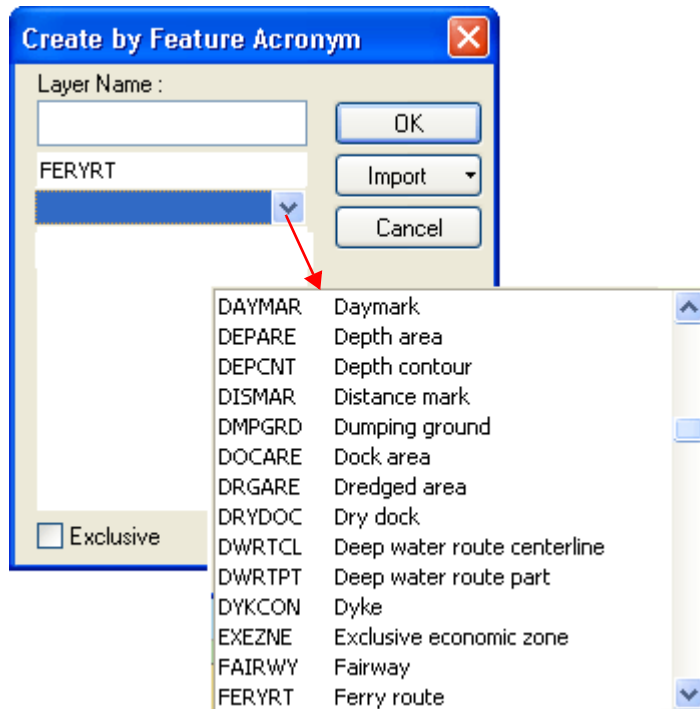 Create by Feature Acronym
Layer Name :
OK
FERYRT
Import
Cancel
DAYMAR Daymark
DEPARE Depth area
DEPCNT Depth contour
DISMAR Distance mark
DMPGRD Dumping ground
DOCARE Dock area
DRGARE Dredged area
DRYDOC Dry dock
DWRTCL Deep water route centerline
DWRTPT Deep water route part
DYKCON Dyke
EXEZNE Exclusive economic zone
FAIRWY Fairway
FERYRT Ferry route
Exclusive